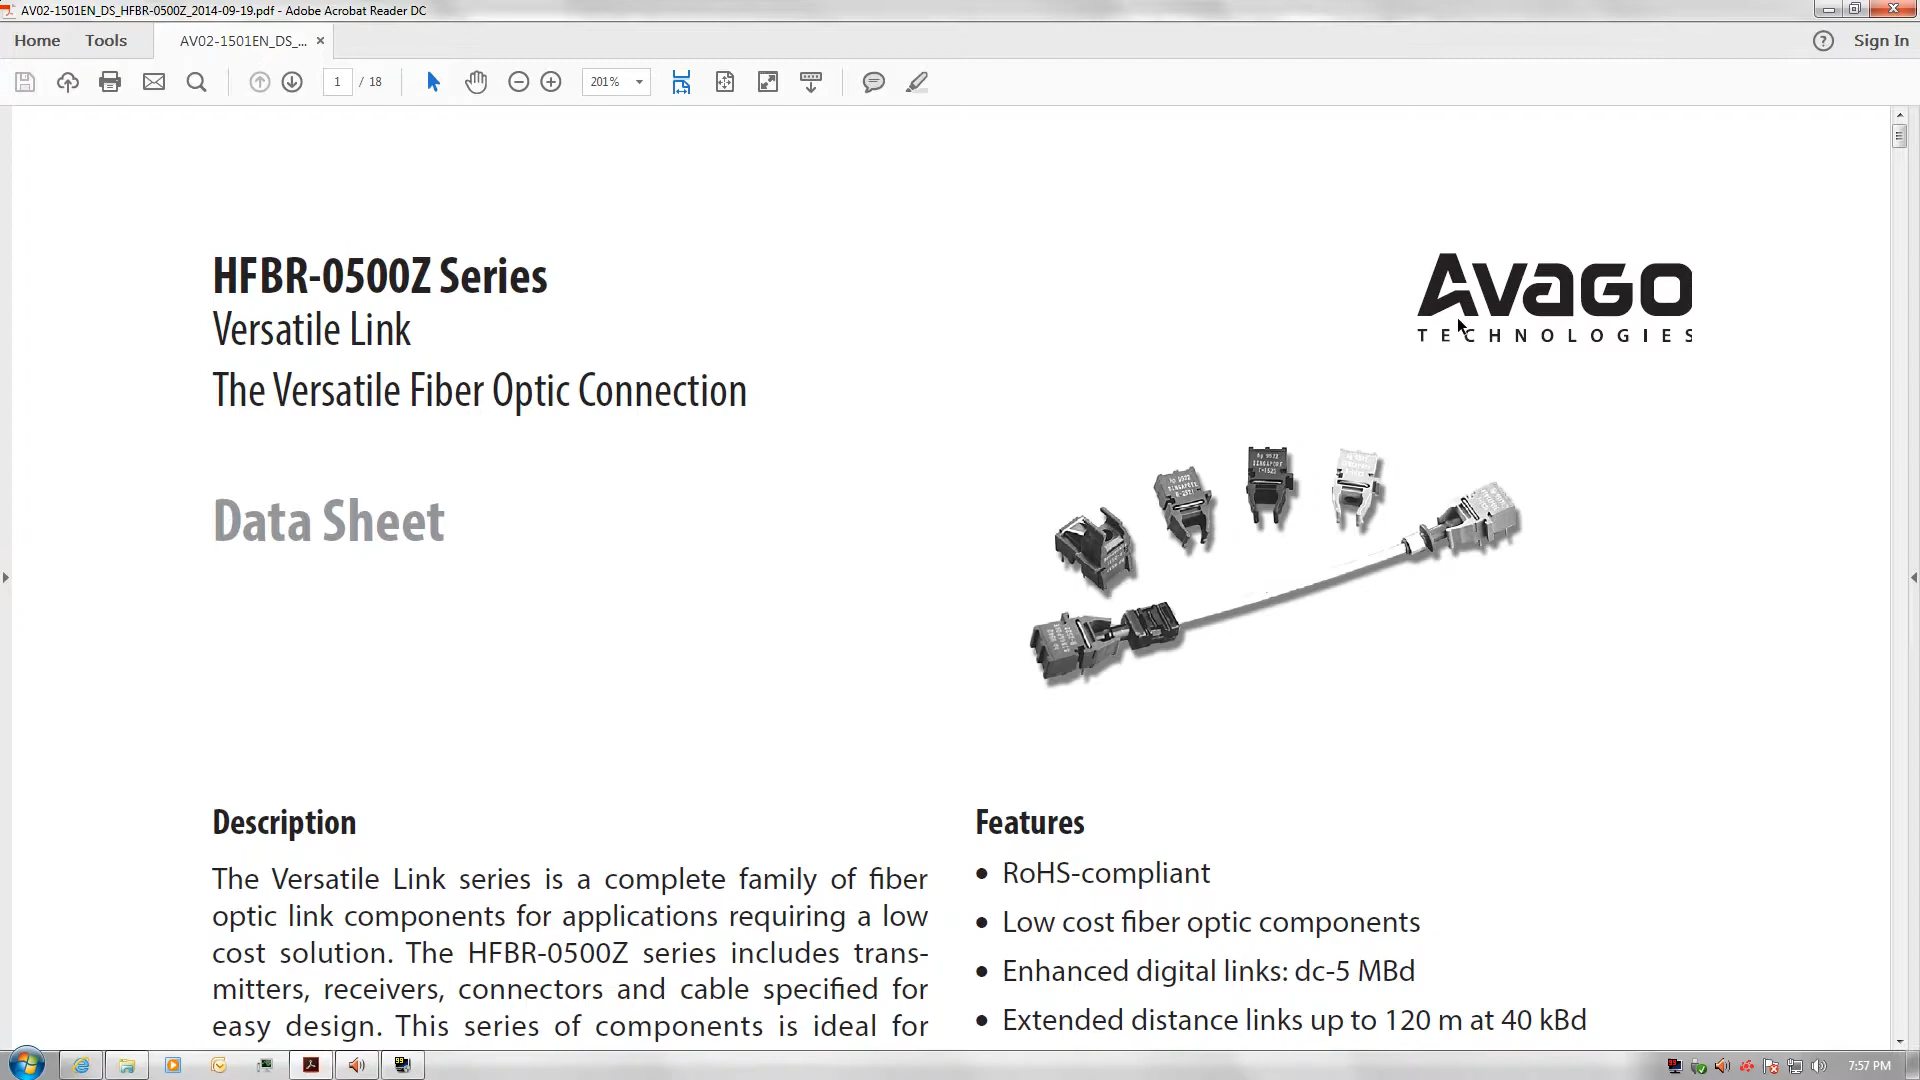 AV02-1501EN_DS_HFBR-0500Z_2014-09-19.pdf - Adobe Acrobat Reader DC
Home Tools AV02-1501EN_DS_... × Sign In
1 / 18 201%
HFBR-0500Z Series
Versatile Link
The Versatile Fiber Optic Connection
AVAGO
TECHNOLOGIES
Data Sheet
Description
The Versatile Link series is a complete family of fiber
optic link components for applications requiring a low
cost solution. The HFBR-0500Z series includes trans-
mitters, receivers, connectors and cable specified for
easy design. This series of components is ideal for
Features
• RoHS-compliant
• Low cost fiber optic components
• Enhanced digital links: dc-5 MBd
• Extended distance links up to 120 m at 40 kBd
7:57 PM